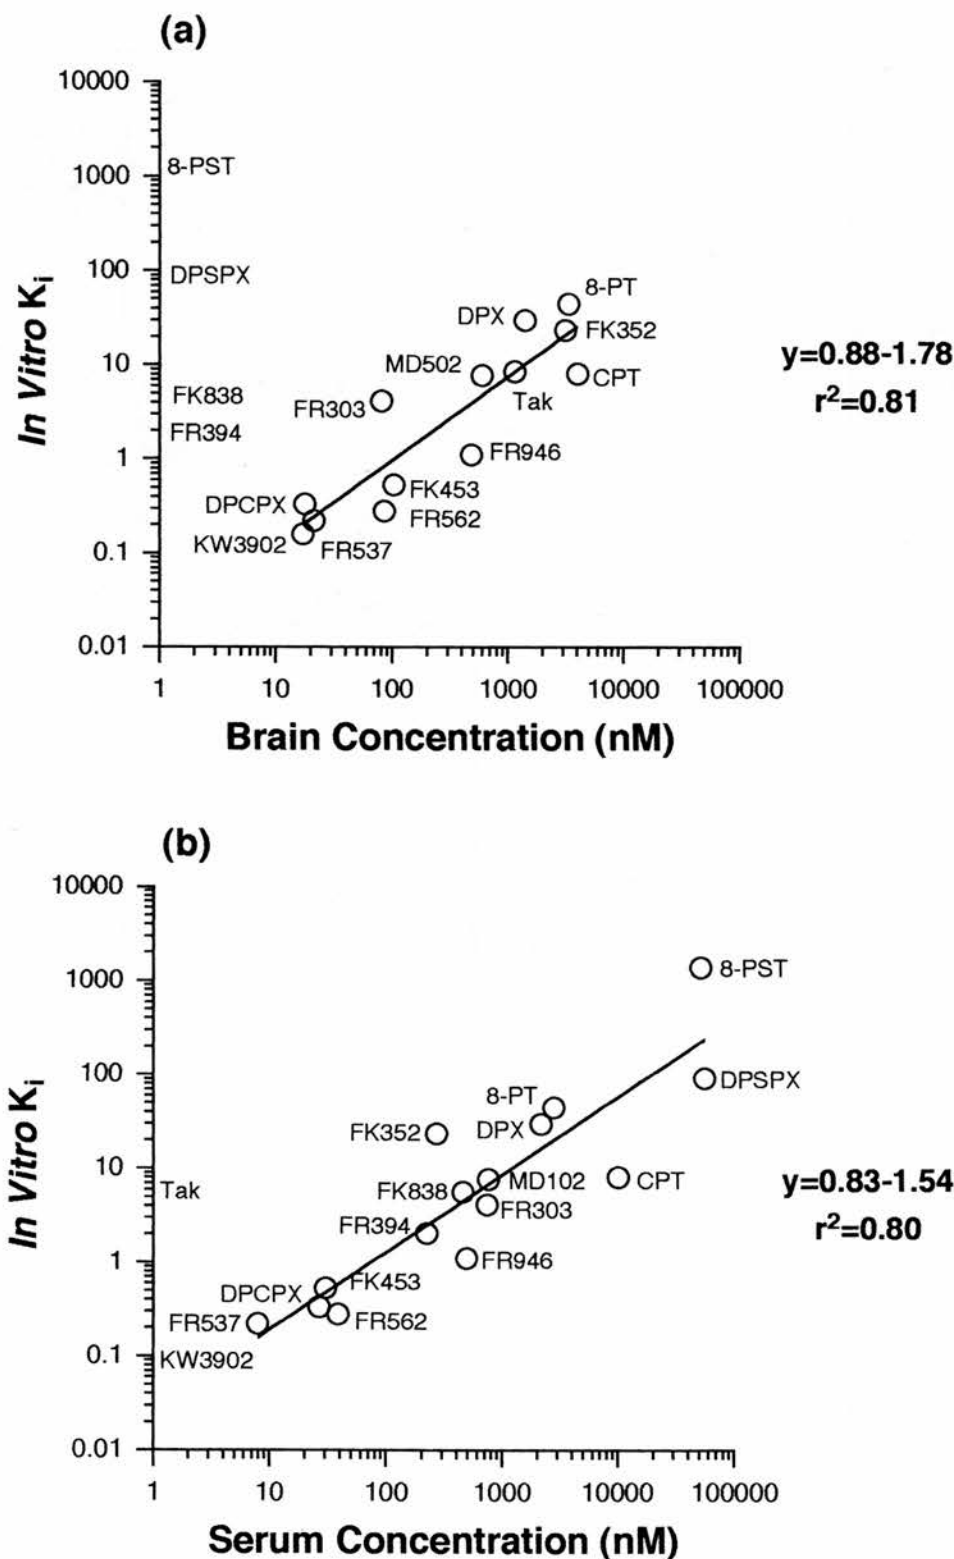 (a)
10000
1000
100
10
1
0.1
0.01
In Vitro Ki
8-PST
DPSPX
FK838
FR394
8-PT
DPX
FK352
MD502
CPT
FR303
Tak
FR946
DPCPX
FK453
FR562
KW3902
FR537
y=0.88-1.78
r²=0.81
1 10 100 1000 10000 100000
Brain Concentration (nM)
(b)
10000
1000
100
10
1
0.1
0.01
In Vitro Ki
8-PST
DPSPX
8-PT
FK352
DPX
Tak
FK838
MD102
CPT
FR303
FR394
FR946
FK453
DPCPX
FR537
FR562
KW3902
y=0.83-1.54
r²=0.80
1 10 100 1000 10000 100000
Serum Concentration (nM)